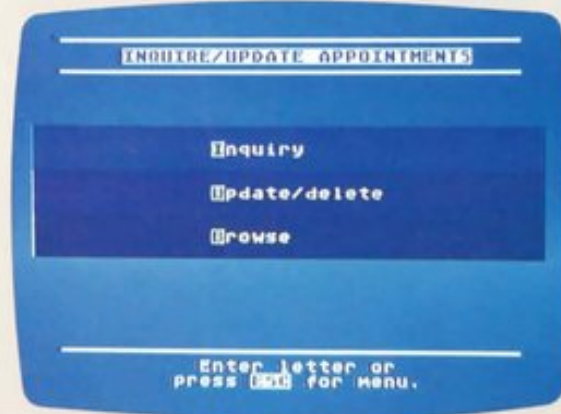 INQUIRE/UPDATE APPOINTMENTS
Inquiry
Update/delete
Browse
Enter letter or
press ESC for menu.